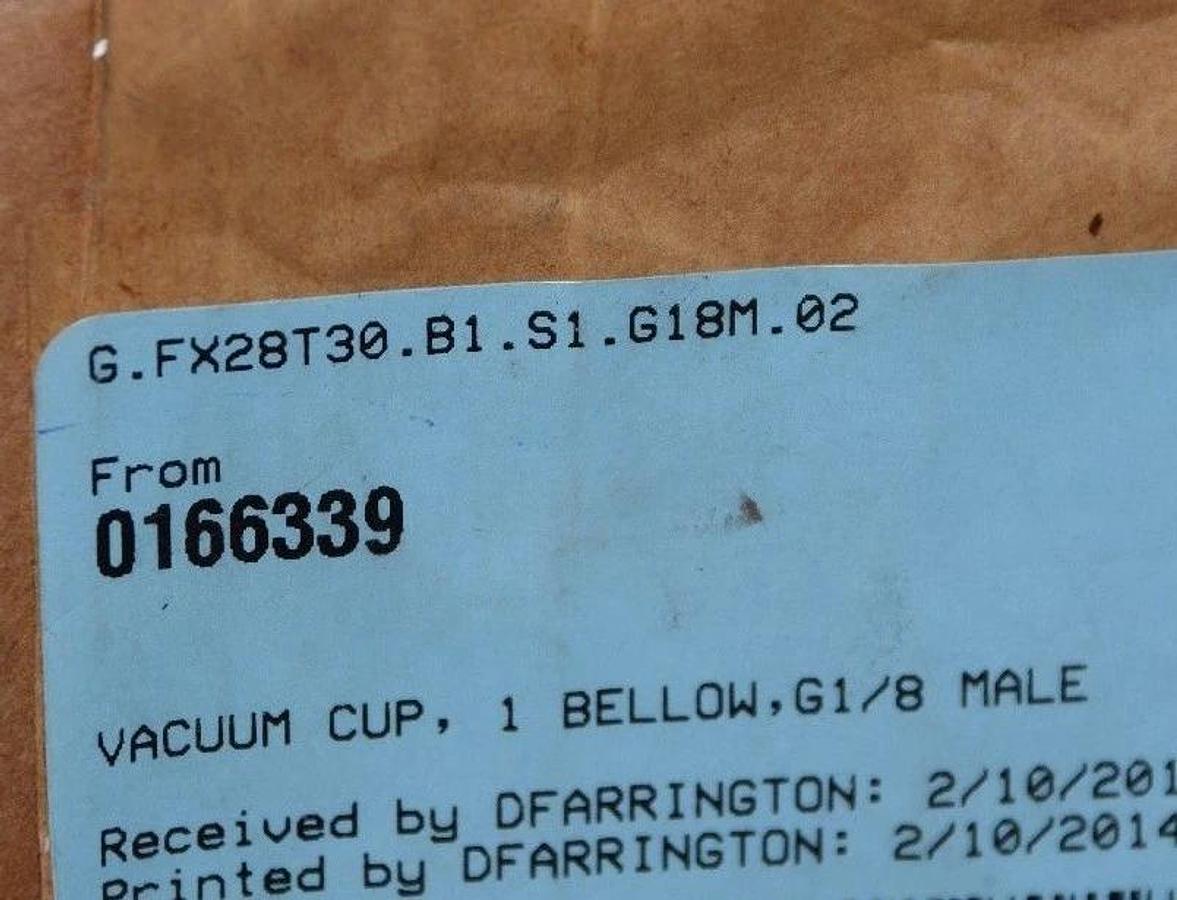 G.FX28T30.B1.S1.G18M.02
From
0166339
VACUUM CUP, 1 BELLOW,G1/8 MALE
Received by DFARRINGTON: 2/10/201
Printed by DFARRINGTON: 2/10/2014